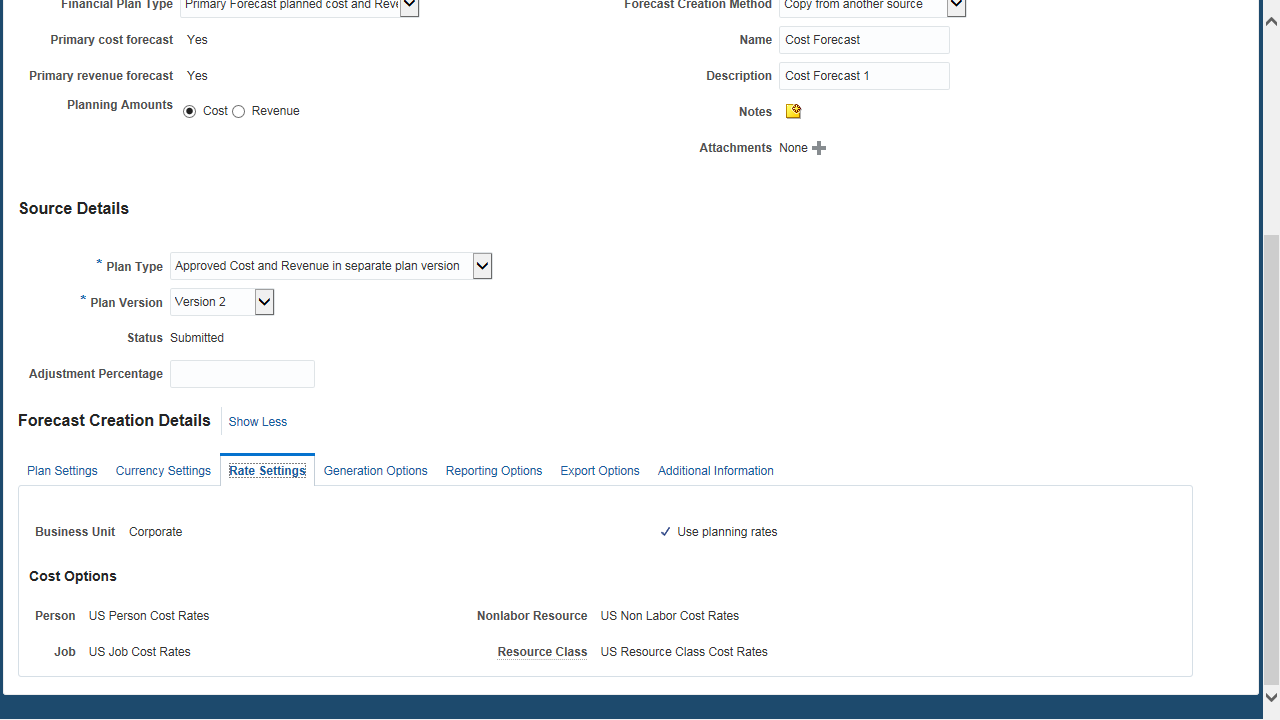 Financial Plan Type Primary Forecast planned cost and Reve
Forecast Creation Method Copy from another source
Primary cost forecast Yes
Name Cost Forecast
Primary revenue forecast Yes
Description Cost Forecast 1
Planning Amounts Cost Revenue
Notes
Attachments None
Source Details
* Plan Type Approved Cost and Revenue in separate plan version
* Plan Version Version 2
Status Submitted
Adjustment Percentage
Forecast Creation Details Show Less
Plan Settings Currency Settings Rate Settings Generation Options Reporting Options Export Options Additional Information
Business Unit Corporate
Use planning rates
Cost Options
Person US Person Cost Rates
Nonlabor Resource US Non Labor Cost Rates
Job US Job Cost Rates
Resource Class US Resource Class Cost Rates